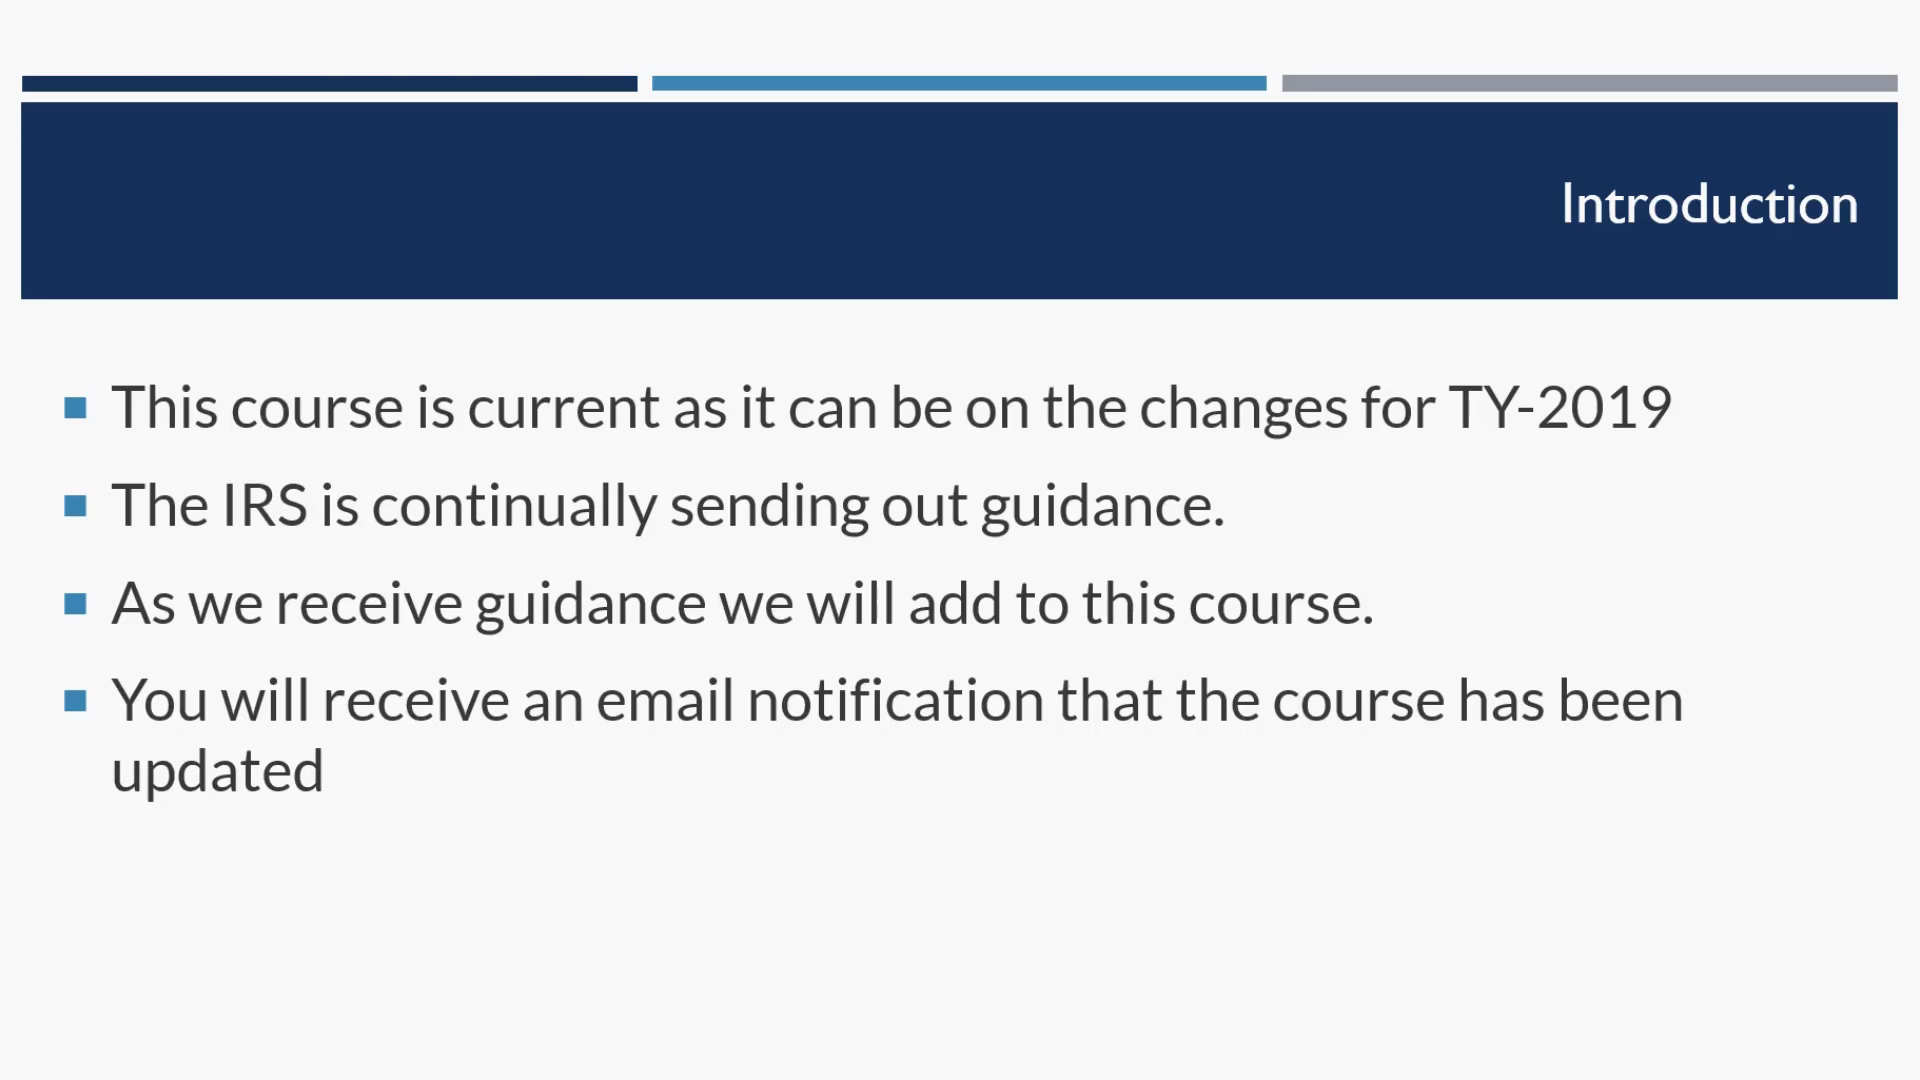 Introduction
This course is current as it can be on the changes for TY-2019
The IRS is continually sending out guidance.
As we receive guidance we will add to this course.
You will receive an email notification that the course has been
updated